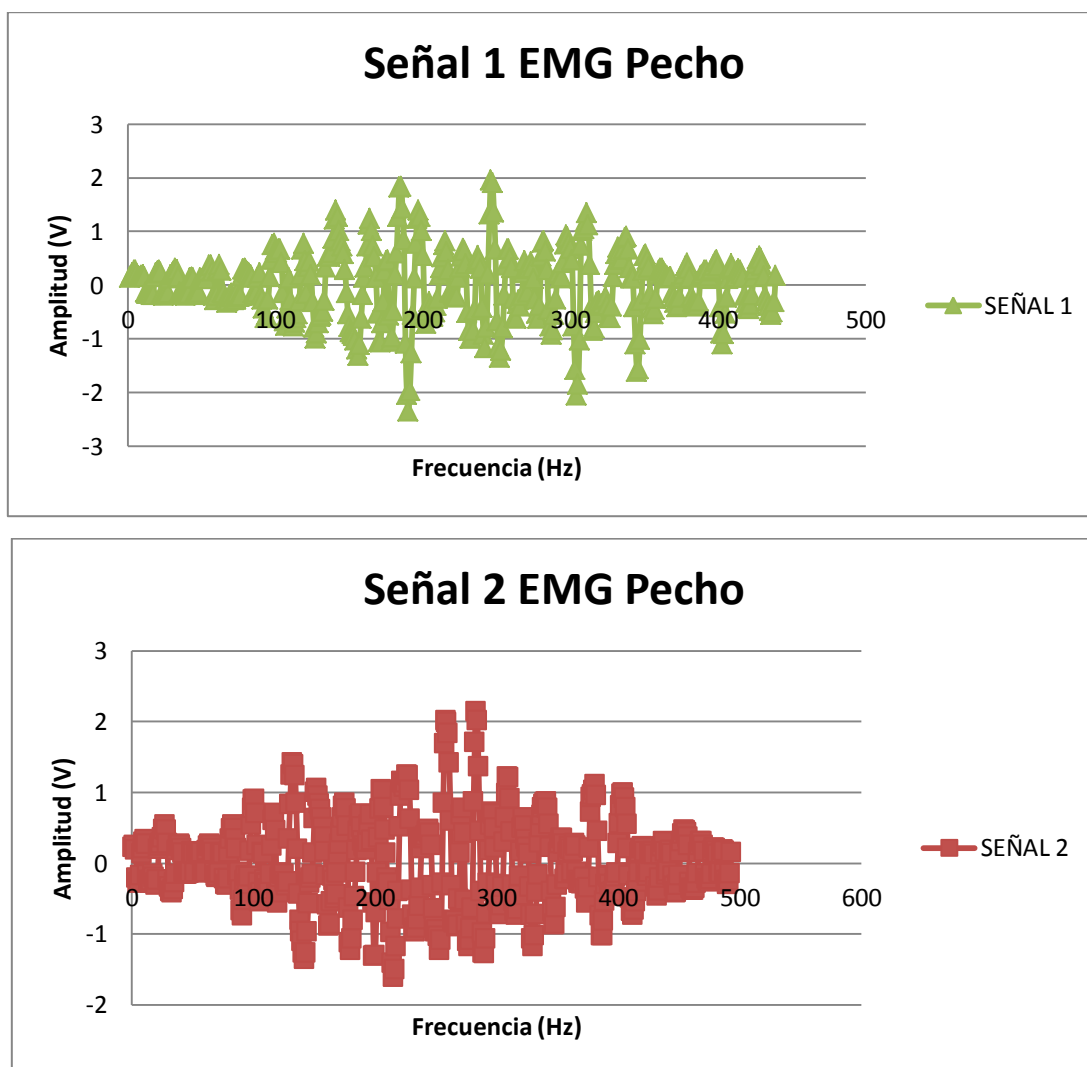 Señal 1 EMG Pecho
3
2
1
0
-1
-2
-3
0 100 200 300 400 500
Amplitud (V)
Frecuencia (Hz)
SEÑAL 1
Señal 2 EMG Pecho
3
2
1
0
-1
-2
0 100 200 300 400 500 600
Amplitud (V)
Frecuencia (Hz)
SEÑAL 2